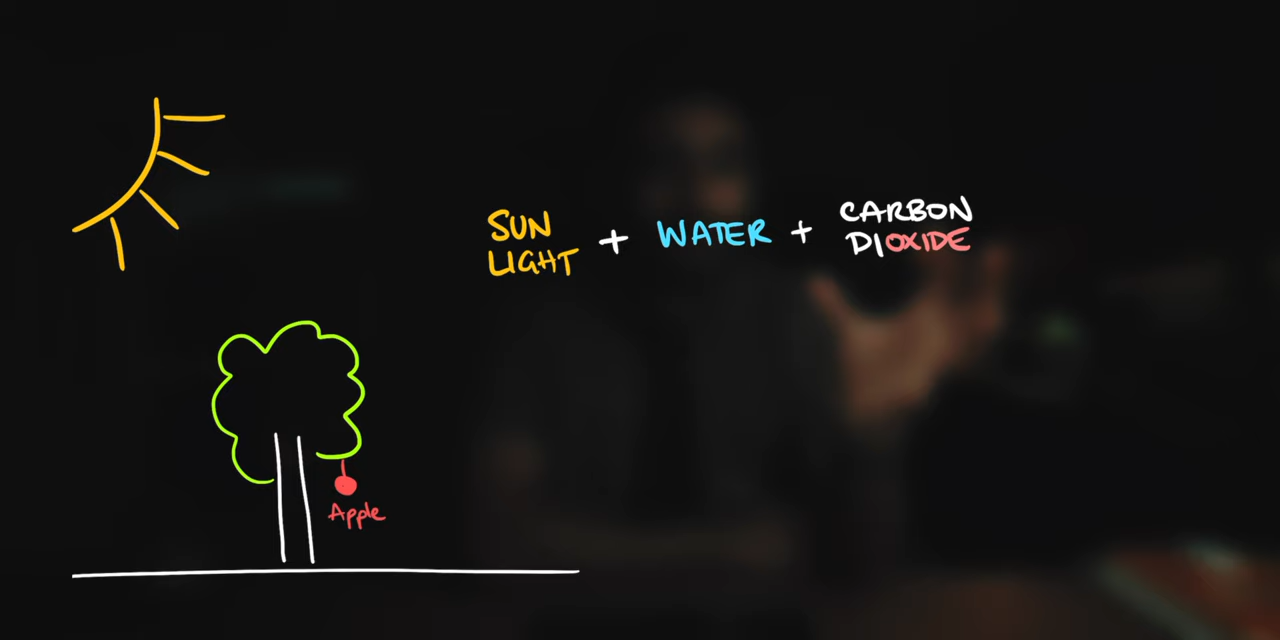 SUN
LIGHT
+ WATER +
CARBON
DIOXIDE
Apple